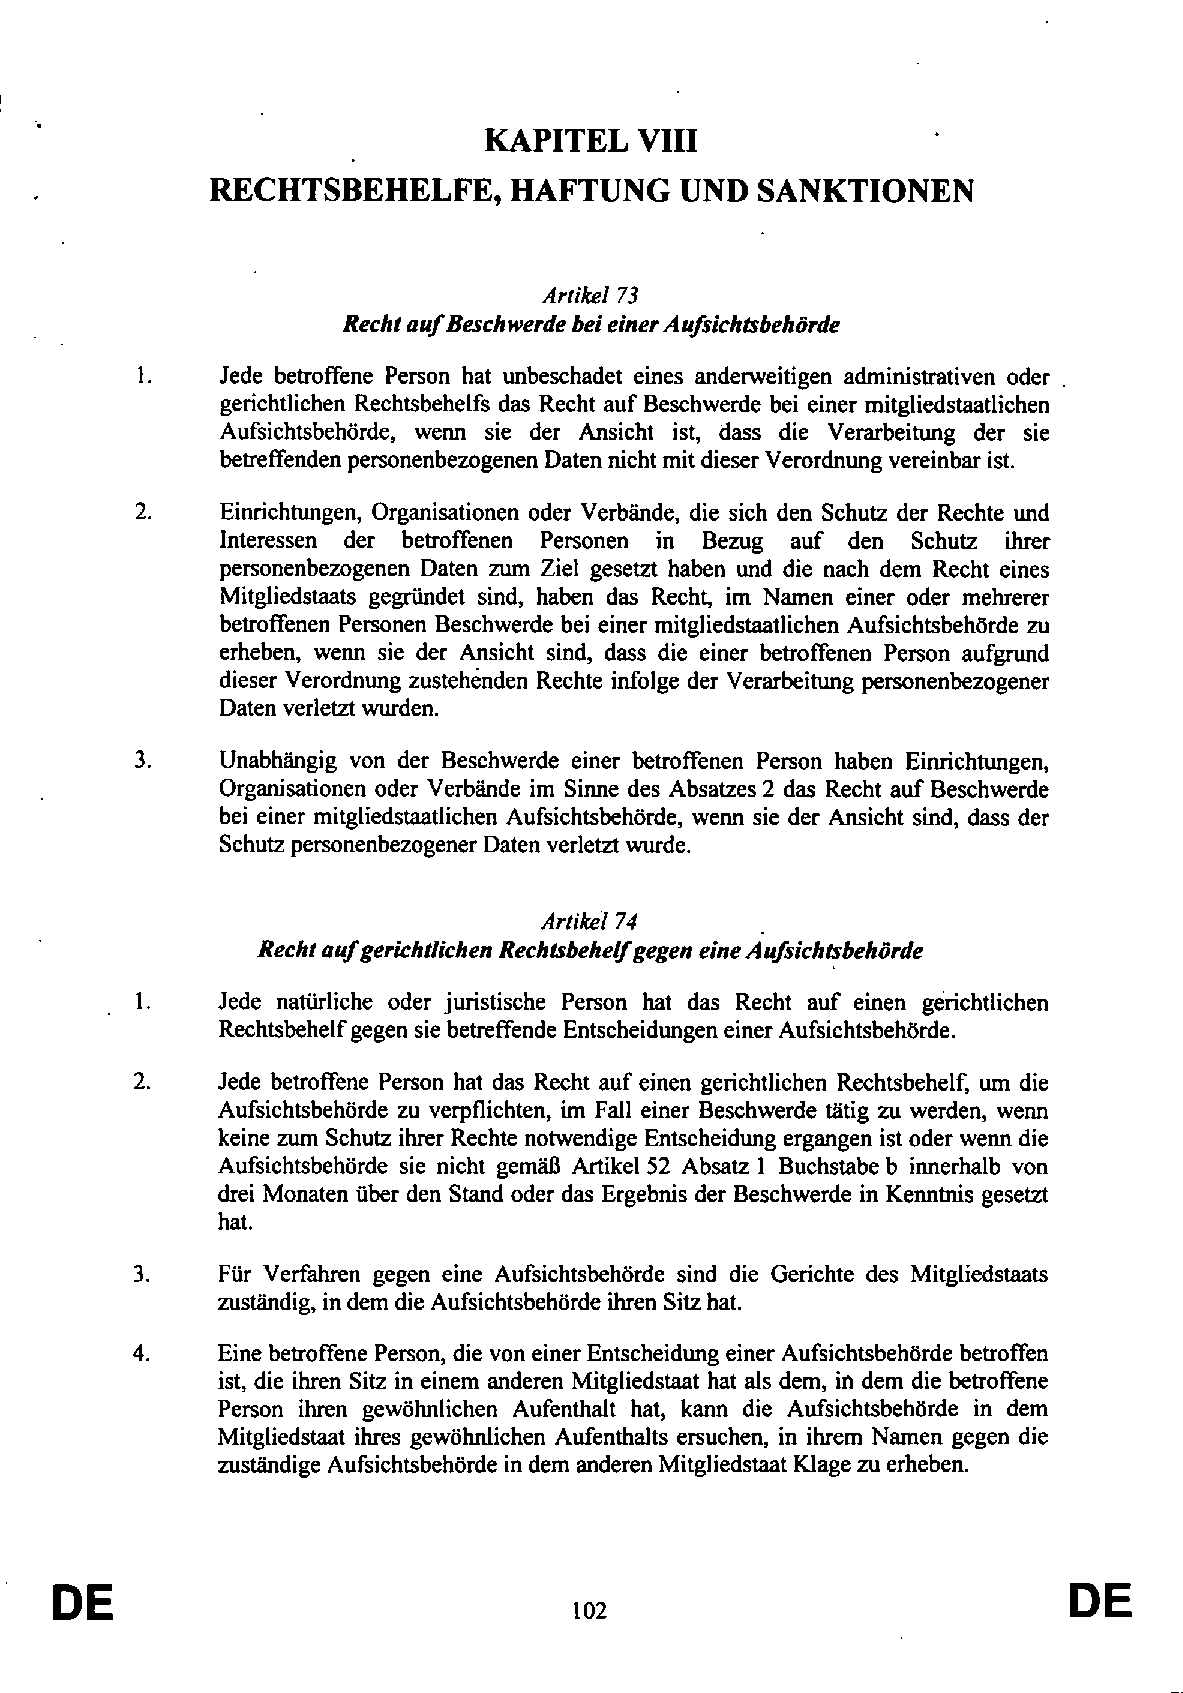 KAPITEL VIII
RECHTSBEHELFE, HAFTUNG UND SANKTIONEN
Artikel 73
Recht auf Beschwerde bei einer Aufsichtsbehörde
1. Jede betroffene Person hat unbeschadet eines anderweitigen administrativen oder
gerichtlichen Rechtsbehelfs das Recht auf Beschwerde bei einer mitgliedstaatlichen
Aufsichtsbehörde, wenn sie der Ansicht ist, dass die Verarbeitung der sie
betreffenden personenbezogenen Daten nicht mit dieser Verordnung vereinbar ist.
2. Einrichtungen, Organisationen oder Verbände, die sich den Schutz der Rechte und
Interessen der betroffenen Personen in Bezug auf den Schutz ihrer
personenbezogenen Daten zum Ziel gesetzt haben und die nach dem Recht eines
Mitgliedstaats gegründet sind, haben das Recht, im Namen einer oder mehrerer
betroffenen Personen Beschwerde bei einer mitgliedstaatlichen Aufsichtsbehörde zu
erheben, wenn sie der Ansicht sind, dass die einer betroffenen Person aufgrund
dieser Verordnung zustehenden Rechte infolge der Verarbeitung personenbezogener
Daten verletzt wurden.
3. Unabhängig von der Beschwerde einer betroffenen Person haben Einrichtungen,
Organisationen oder Verbände im Sinne des Absatzes 2 das Recht auf Beschwerde
bei einer mitgliedstaatlichen Aufsichtsbehörde, wenn sie der Ansicht sind, dass der
Schutz personenbezogener Daten verletzt wurde.
Artikel 74
Recht auf gerichtlichen Rechtsbehelf gegen eine Aufsichtsbehörde
1. Jede natürliche oder juristische Person hat das Recht auf einen gerichtlichen
Rechtsbehelf gegen sie betreffende Entscheidungen einer Aufsichtsbehörde.
2. Jede betroffene Person hat das Recht auf einen gerichtlichen Rechtsbehelf, um die
Aufsichtsbehörde zu verpflichten, im Fall einer Beschwerde tätig zu werden, wenn
keine zum Schutz ihrer Rechte notwendige Entscheidung ergangen ist oder wenn die
Aufsichtsbehörde sie nicht gemäß Artikel 52 Absatz 1 Buchstabe b innerhalb von
drei Monaten über den Stand oder das Ergebnis der Beschwerde in Kenntnis gesetzt
hat.
3. Für Verfahren gegen eine Aufsichtsbehörde sind die Gerichte des Mitgliedstaats
zuständig, in dem die Aufsichtsbehörde ihren Sitz hat.
4. Eine betroffene Person, die von einer Entscheidung einer Aufsichtsbehörde betroffen
ist, die ihren Sitz in einem anderen Mitgliedstaat hat als dem, in dem die betroffene
Person ihren gewöhnlichen Aufenthalt hat, kann die Aufsichtsbehörde in dem
Mitgliedstaat ihres gewöhnlichen Aufenthalts ersuchen, in ihrem Namen gegen die
zuständige Aufsichtsbehörde in dem anderen Mitgliedstaat Klage zu erheben.
DE 102 DE